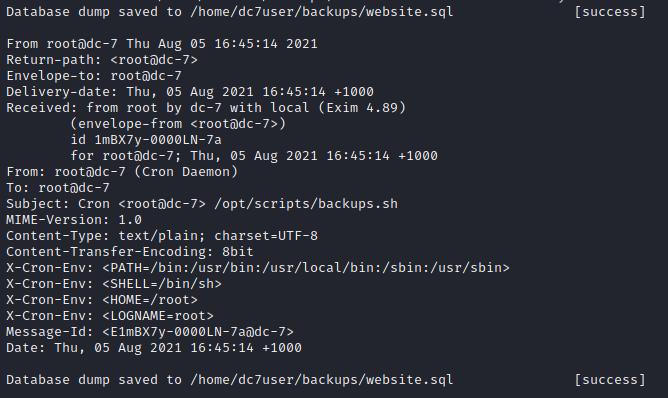 Database dump saved to /home/dc7user/backups/website.sql [success]
From root@dc-7 Thu Aug 05 16:45:14 2021
Return-path: <root@dc-7>
Envelope-to: root@dc-7
Delivery-date: Thu, 05 Aug 2021 16:45:14 +1000
Received: from root by dc-7 with local (Exim 4.89)
(envelope-from <root@dc-7>)
id 1mBX7y-0000LN-7a
for root@dc-7; Thu, 05 Aug 2021 16:45:14 +1000
From: root@dc-7 (Cron Daemon)
To: root@dc-7
Subject: Cron <root@dc-7> /opt/scripts/backups.sh
MIME-Version: 1.0
Content-Type: text/plain; charset=UTF-8
Content-Transfer-Encoding: 8bit
X-Cron-Env: <PATH=/bin:/usr/bin:/usr/local/bin:/sbin:/usr/sbin>
X-Cron-Env: <SHELL=/bin/sh>
X-Cron-Env: <HOME=/root>
X-Cron-Env: <LOGNAME=root>
Message-Id: <E1mBX7y-0000LN-7a@dc-7>
Date: Thu, 05 Aug 2021 16:45:14 +1000
Database dump saved to /home/dc7user/backups/website.sql [success]